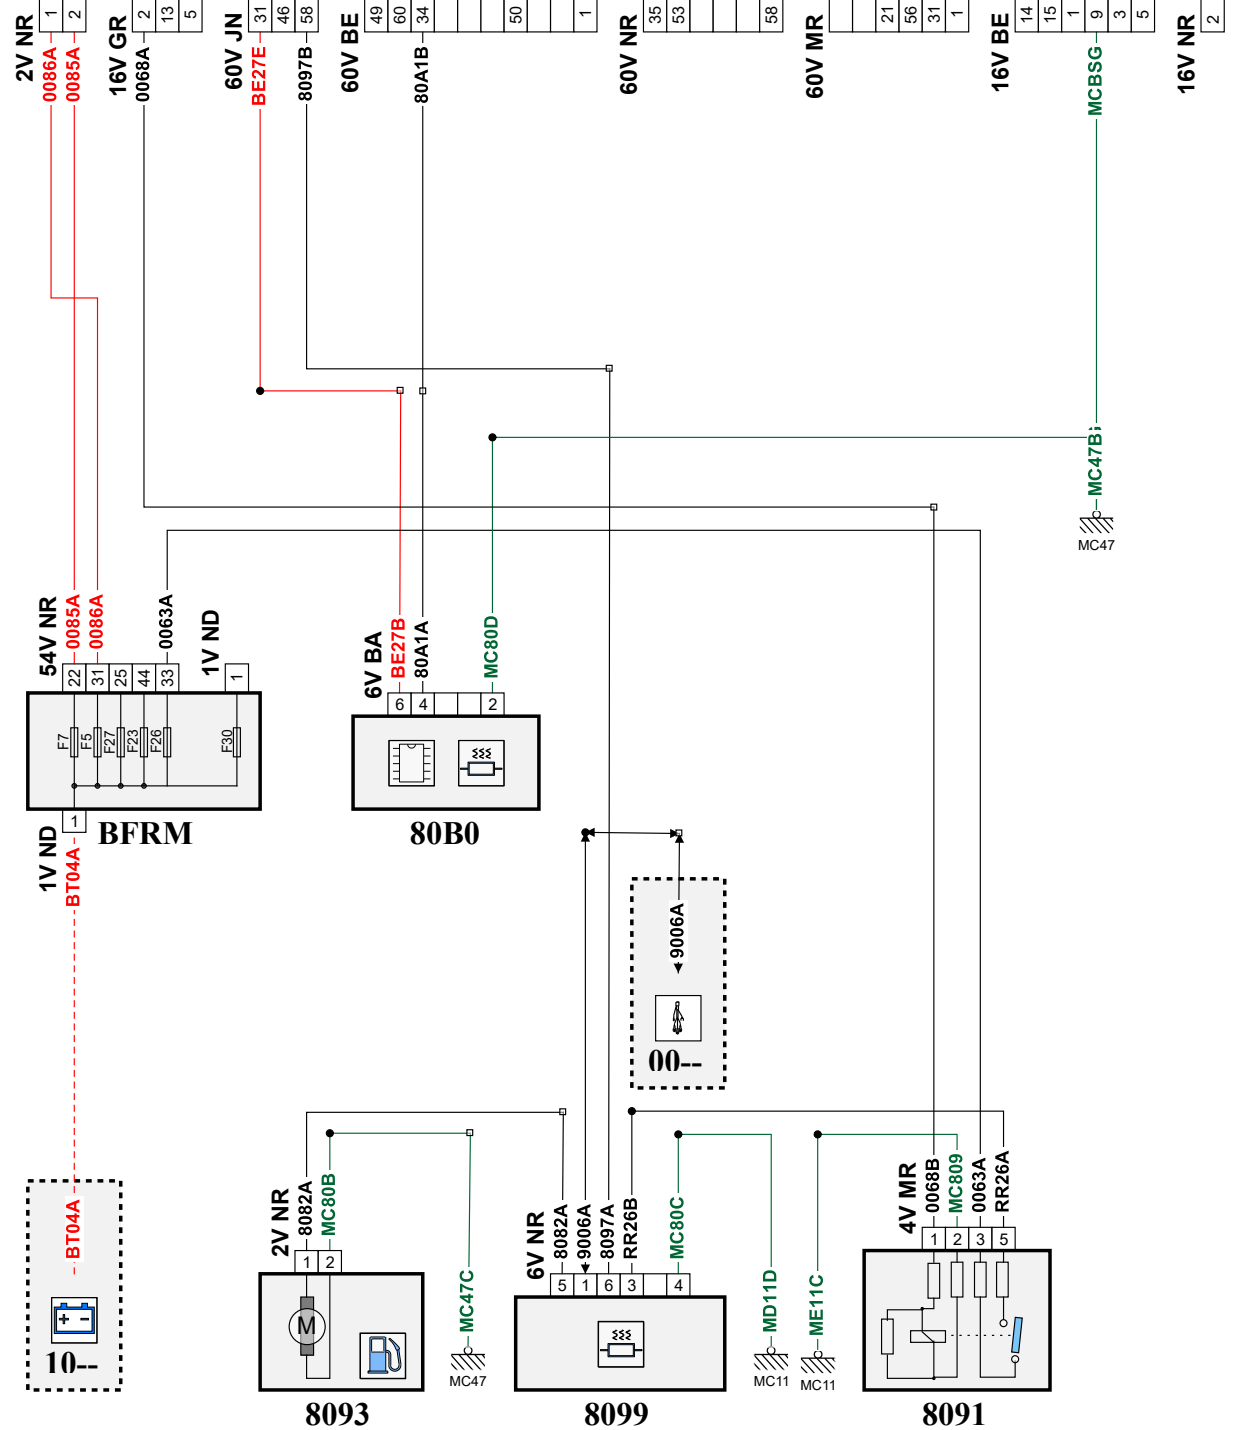 2V NR 1 2
16V GR 2 13 5
60V JN 31 46 58
60V BE 49 60 34 50 1
60V NR 35 53 58
60V MR 21 56 31 1
16V BE 14 15 1 9 3 5
16V NR 2
0086A
0085A
0068A
BE27E
8097B
80A1B
MCBSG
MC47B
MC47
54V NR
0085A
0086A
0063A
1V ND
22 31 25 44 33 1
F7 F5 F27 F23 F26 F30
1
BFRM
1V ND
BT04A
6V BA
BE27B
80A1A
MC80D
6 4 2
80B0
9006A
00--
BT04A
+ -
10--
2V NR
8082A
MC80B
1 2
M
MC47C
MC47
8093
6V NR
8082A
9006A
8097A
RR26B
MC80C
5 1 6 3 4
MD11D
MC11
8099
ME11C
MC11
4V MR
0068B
MC809
0063A
RR26A
1 2 3 5
8091